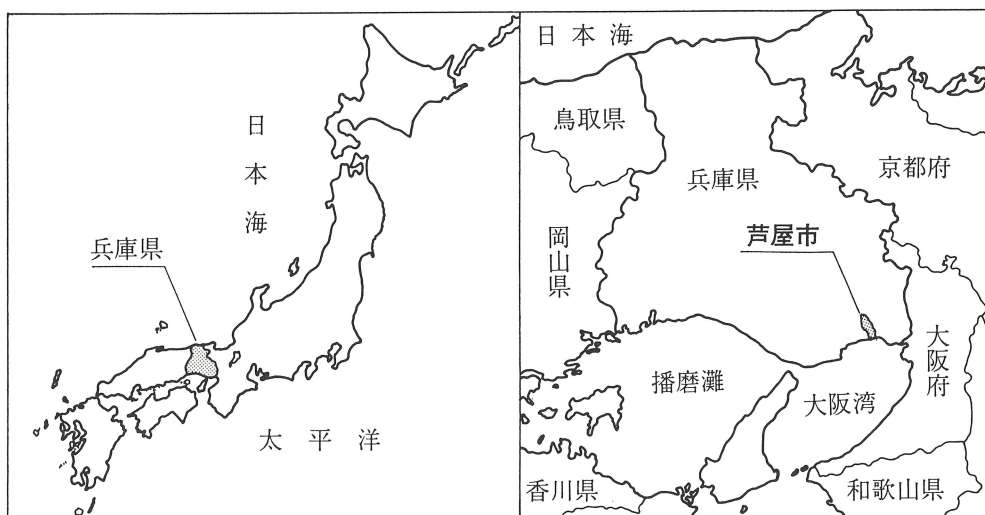 日本海
兵庫県
太平洋
日本海
鳥取県
兵庫県
京都府
岡山県
芦屋市
大阪府
播磨灘
大阪湾
香川県
和歌山県